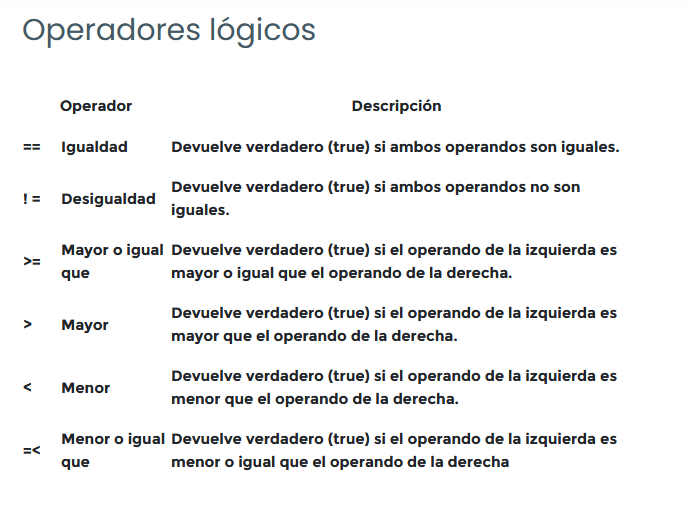 Operadores lógicos
Operador Descripción
== Igualdad Devuelve verdadero (true) si ambos operandos son iguales.
! = Desigualdad Devuelve verdadero (true) si ambos operandos no son
iguales.
>= Mayor o igual Devuelve verdadero (true) si el operando de la izquierda es
que mayor o igual que el operando de la derecha.
> Mayor Devuelve verdadero (true) si el operando de la izquierda es
mayor que el operando de la derecha.
< Menor Devuelve verdadero (true) si el operando de la izquierda es
menor que el operando de la derecha.
=< Menor o igual Devuelve verdadero (true) si el operando de la izquierda es
que menor o igual que el operando de la derecha